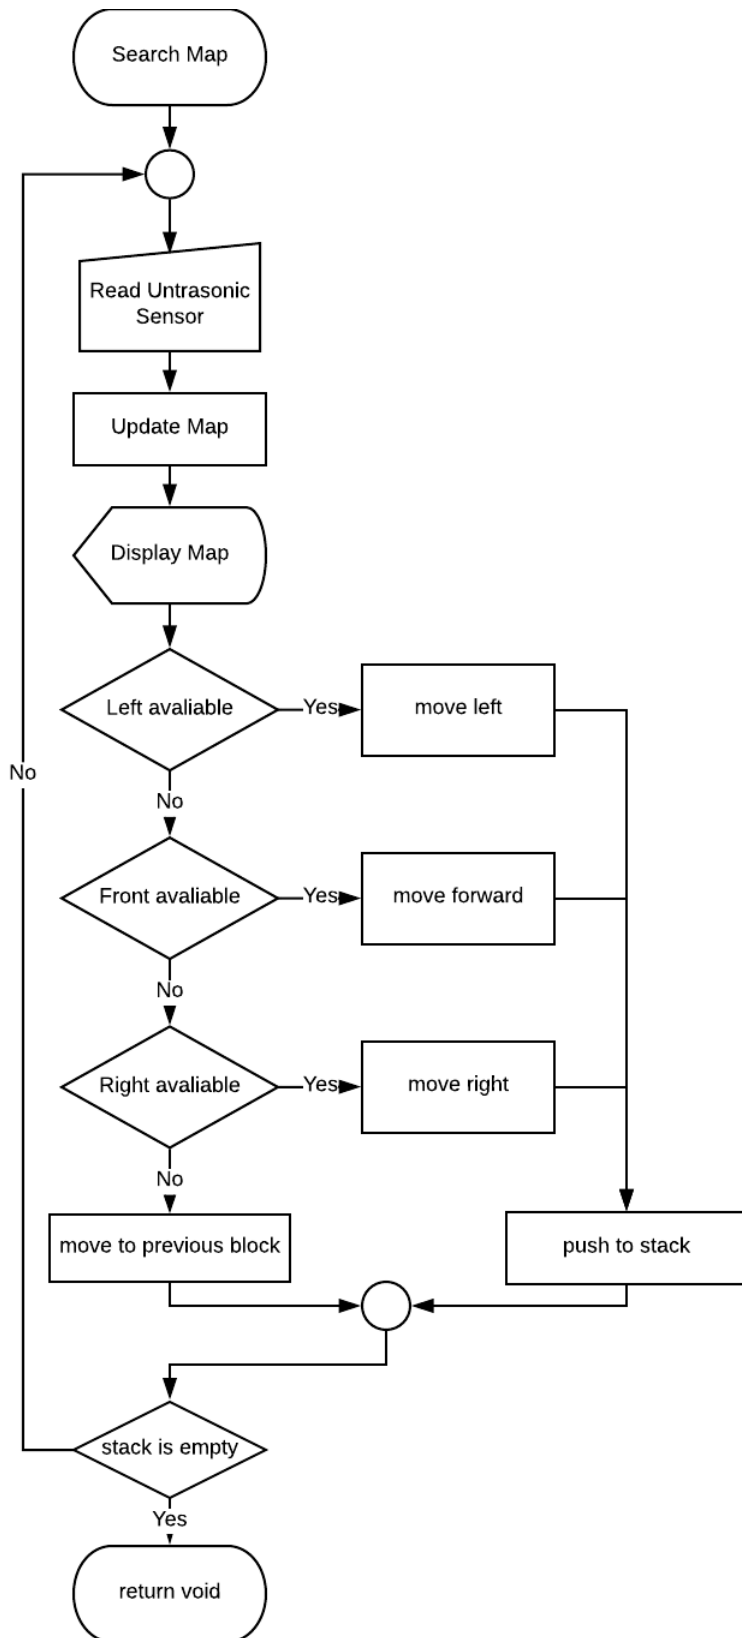 Search Map
Read Untrasonic
Sensor
Update Map
Display Map
Left avaliable
Yes
move left
No
No
Front avaliable
Yes
move forward
No
Right avaliable
Yes
move right
No
move to previous block
push to stack
stack is empty
Yes
return void